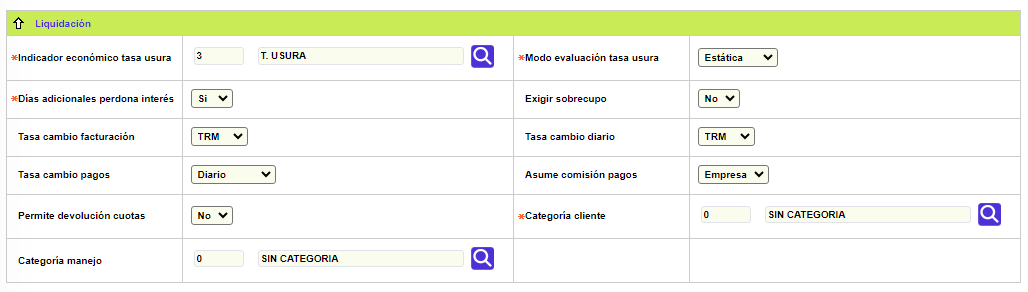 Liquidación
*Indicador económico tasa usura 3 T. USURA *Modo evaluación tasa usura Estática
*Días adicionales perdona interés Si Exigir sobrecupo No
Tasa cambio facturación TRM Tasa cambio diario TRM
Tasa cambio pagos Diario Asume comisión pagos Empresa
Permite devolución cuotas No *Categoría cliente 0 SIN CATEGORIA
Categoría manejo 0 SIN CATEGORIA